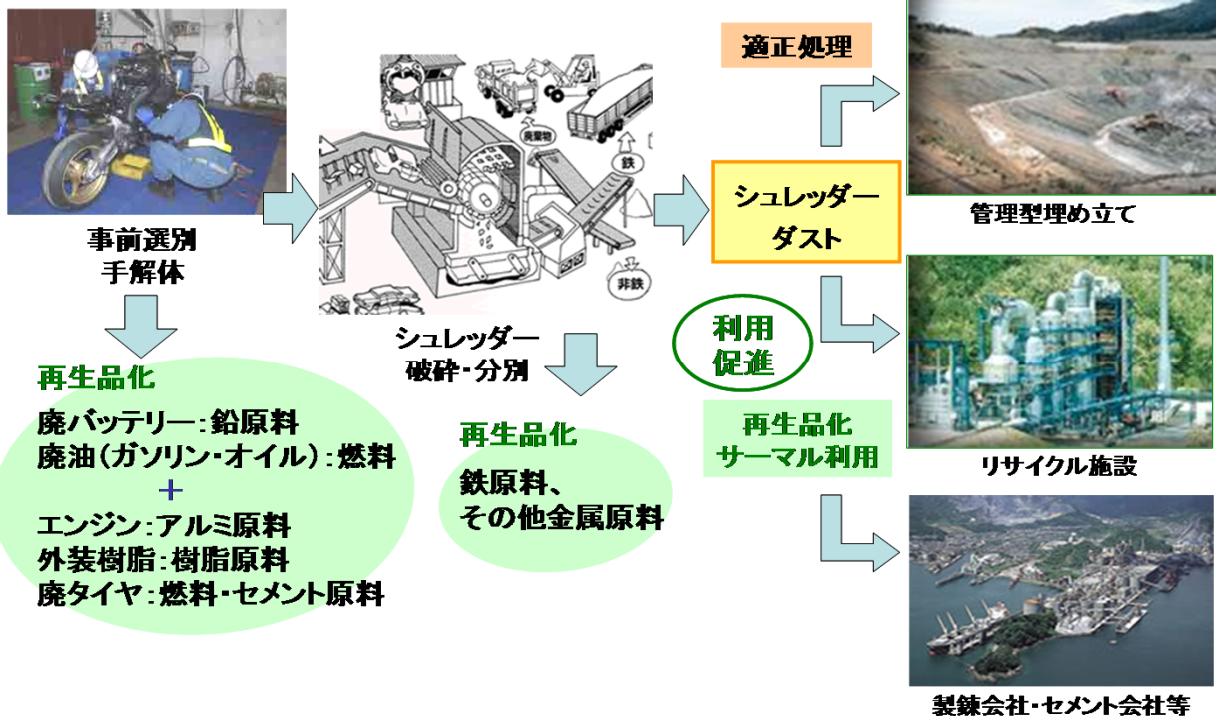 事前選別
手解体
再生品化
廃バッテリー:鉛原料
廃油(ガソリン・オイル):燃料
+
エンジン:アルミ原料
外装樹脂:樹脂原料
廃タイヤ:燃料・セメント原料
廃棄物
鉄
非鉄
シュレッダー
破砕・分別
再生品化
鉄原料、
その他金属原料
適正処理
シュレッダー
ダスト
利用
促進
再生品化
サーマル利用
管理型埋め立て
リサイクル施設
製錬会社・セメント会社等